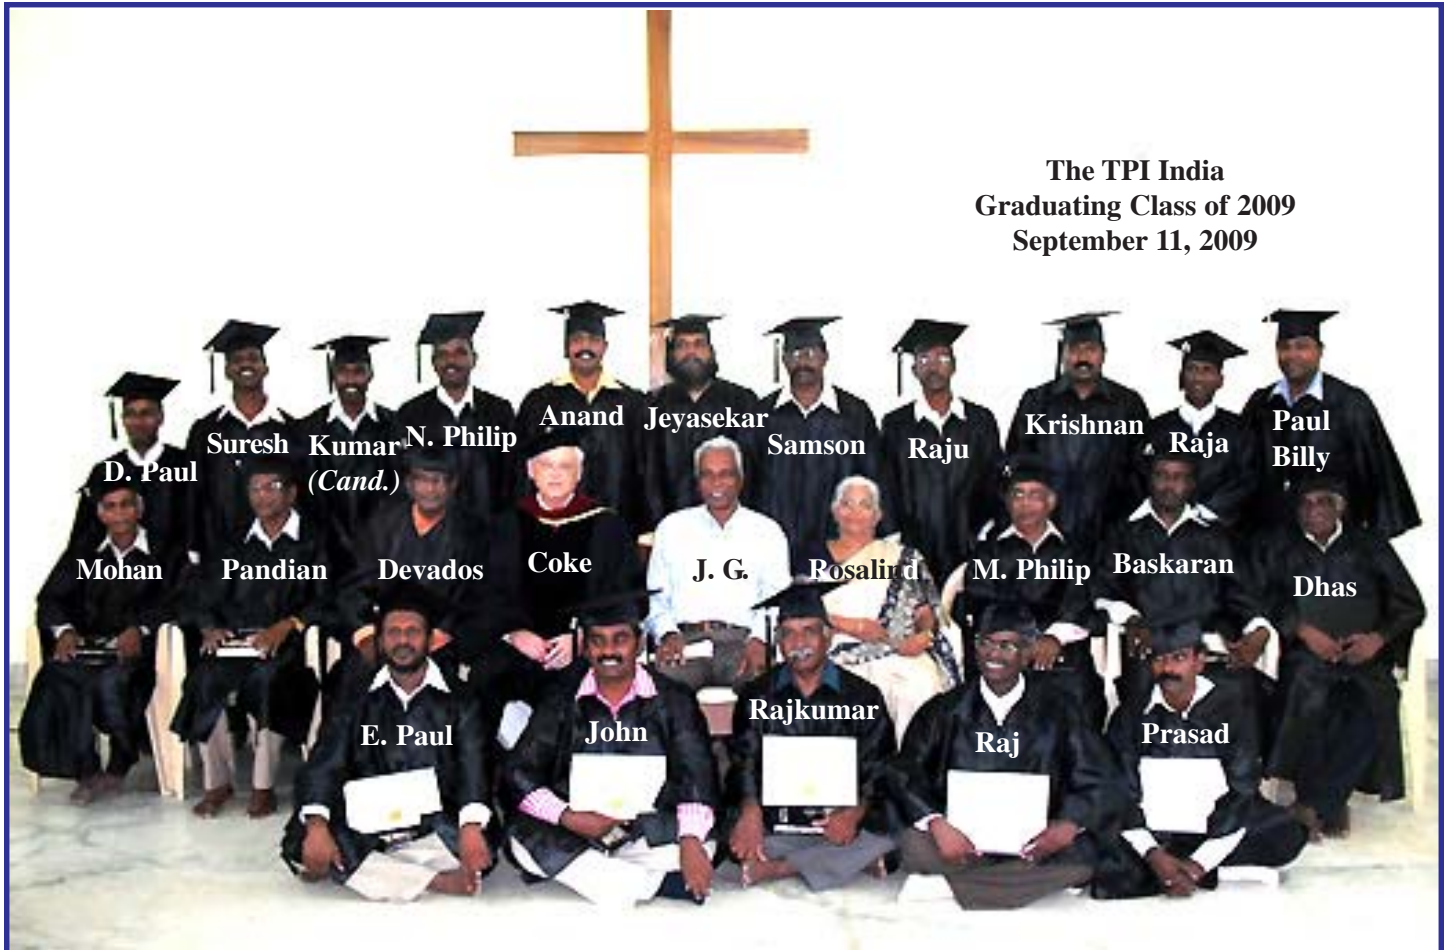 The TPI India
Graduating Class of 2009
September 11, 2009
D. Paul
Suresh
Kumar
(Cand.)
N. Philip
Anand
Jeyasekar
Samson
Raju
Krishnan
Raja
Paul
Billy
Mohan
Pandian
Devados
Coke
J. G.
Rosalind
M. Philip
Baskaran
Dhas
E. Paul
John
Rajkumar
Raj
Prasad